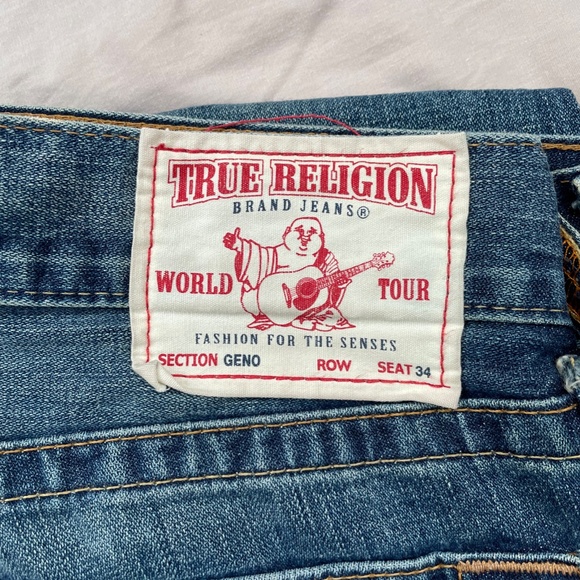 TRUE RELIGION
BRAND JEANS®
WORLD TOUR
FASHION FOR THE SENSES
SECTION GENO ROW SEAT 34